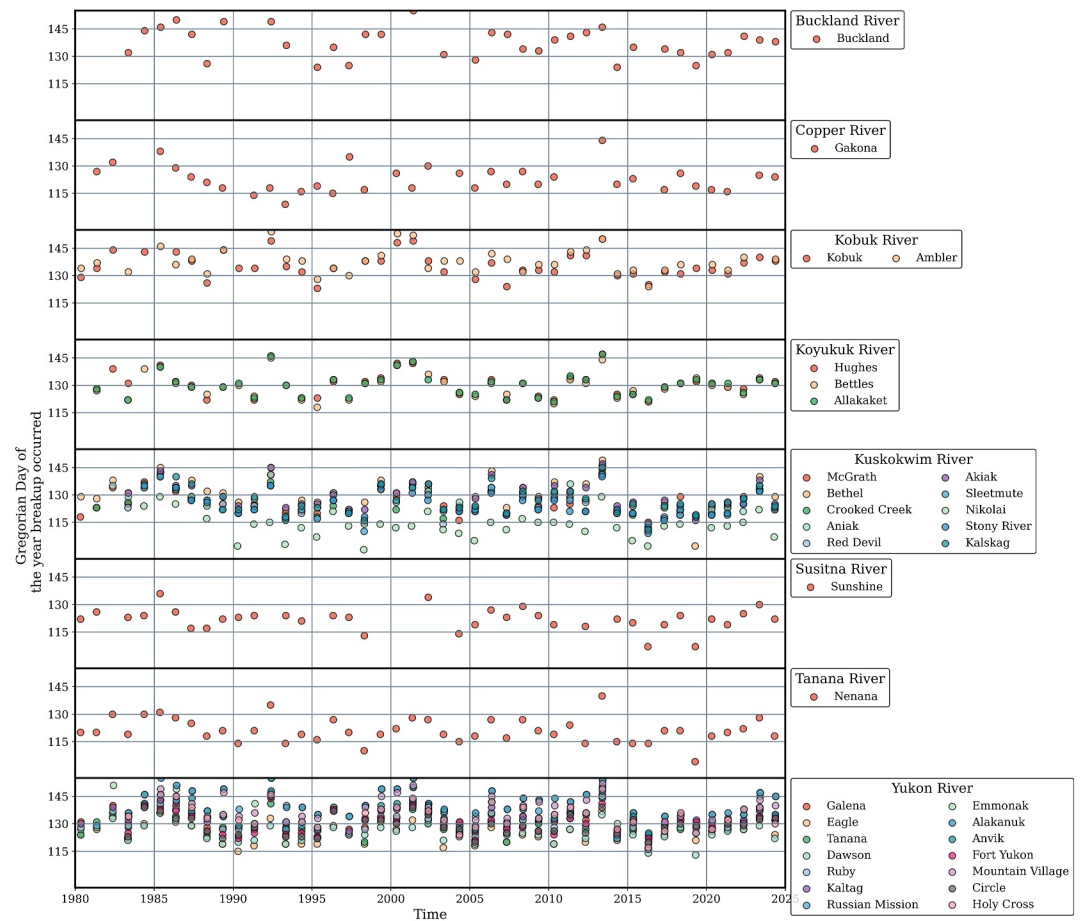 Buckland River
Buckland
145
130
115
Copper River
Gakona
145
130
115
Kobuk River
Kobuk Ambler
145
130
115
Koyukuk River
Hughes
Bettles
Allakaket
145
130
115
Gregorian Day of
the year breakup occurred
Kuskokwim River
McGrath Akiak
Bethel Sleetmute
Crooked Creek Nikolai
Aniak Stony River
Red Devil Kalskag
145
130
115
Susitna River
Sunshine
145
130
115
Tanana River
Nenana
145
130
115
Yukon River
Galena Emmonak
Eagle Alakanuk
Tanana Anvik
Dawson Fort Yukon
Ruby Mountain Village
Kaltag Circle
Russian Mission Holy Cross
145
130
115
1980 1985 1990 1995 2000 2005 2010 2015 2020 2025
Time